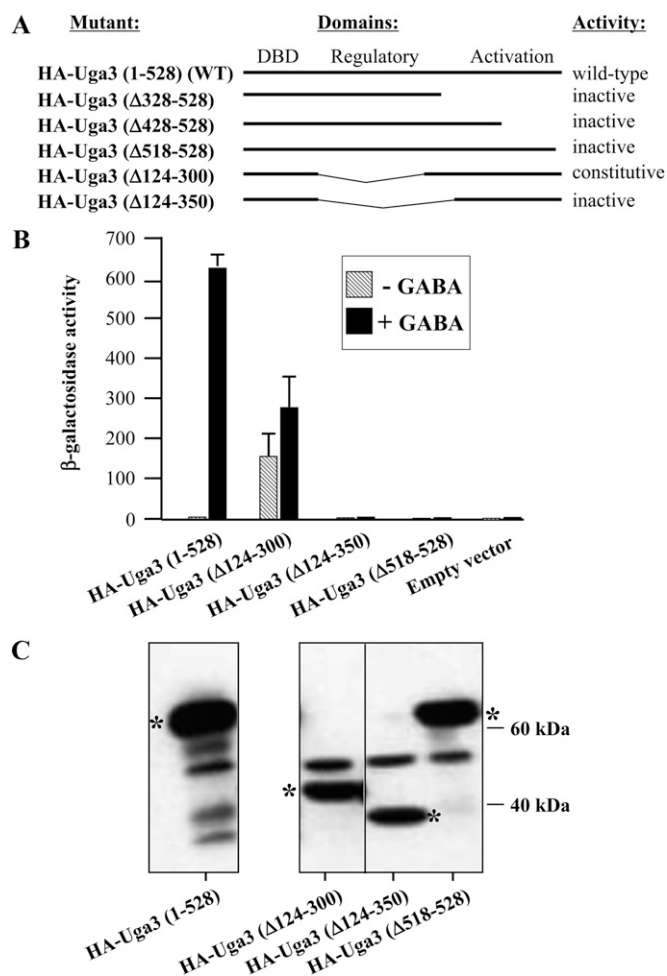 A
Mutant: Domains: Activity:
DBD Regulatory Activation
HA-Uga3 (1-528) (WT) wild-type
HA-Uga3 (Δ328-528) inactive
HA-Uga3 (Δ428-528) inactive
HA-Uga3 (Δ518-528) inactive
HA-Uga3 (Δ124-300) constitutive
HA-Uga3 (Δ124-350) inactive
B
700
600
500
400
300
200
100
0
β-galactosidase activity
- GABA
+ GABA
HA-Uga3 (1-528)
HA-Uga3 (Δ124-300)
HA-Uga3 (Δ124-350)
HA-Uga3 (Δ518-528)
Empty vector
C
*
*
*
*
60 kDa
40 kDa
HA-Uga3 (1-528)
HA-Uga3 (Δ124-300)
HA-Uga3 (Δ124-350)
HA-Uga3 (Δ518-528)